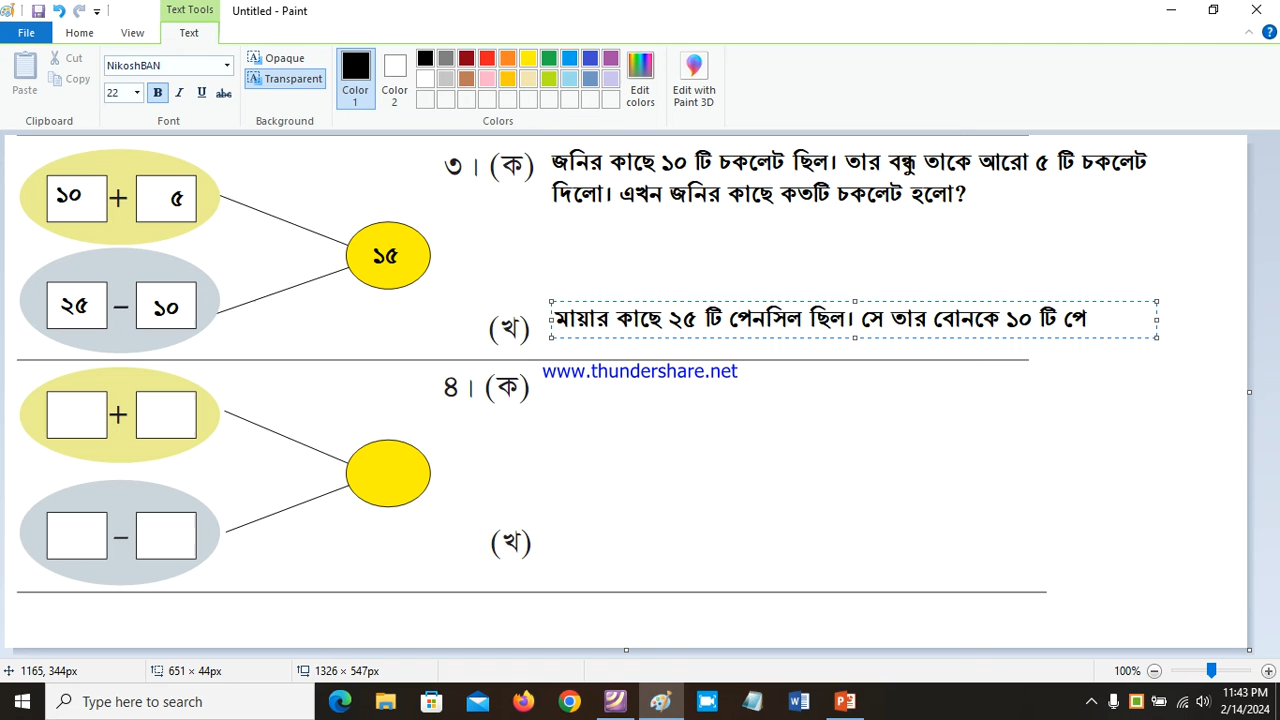 Text Tools
Untitled - Paint
File
Home
View
Text
Paste
Cut
Copy
NikoshBAN
22
B I U abc
Opaque
Transparent
Color 1
Color 2
Edit colors
Edit with Paint 3D
Clipboard
Font
Background
Colors
১০ + ৫
২৫ – ১০
১৫
৩। (ক) জনির কাছে ১০ টি চকলেট ছিল। তার বন্ধু তাকে আরো ৫ টি চকলেট
দিলো। এখন জনির কাছে কতটি চকলেট হলো?
(খ) মায়ার কাছে ২৫ টি পেনসিল ছিল। সে তার বোনকে ১০ টি পে
www.thundershare.net
+
–
৪। (ক)
(খ)
1165, 344px
651 × 44px
1326 × 547px
100%
Type here to search
11:43 PM
2/14/2024